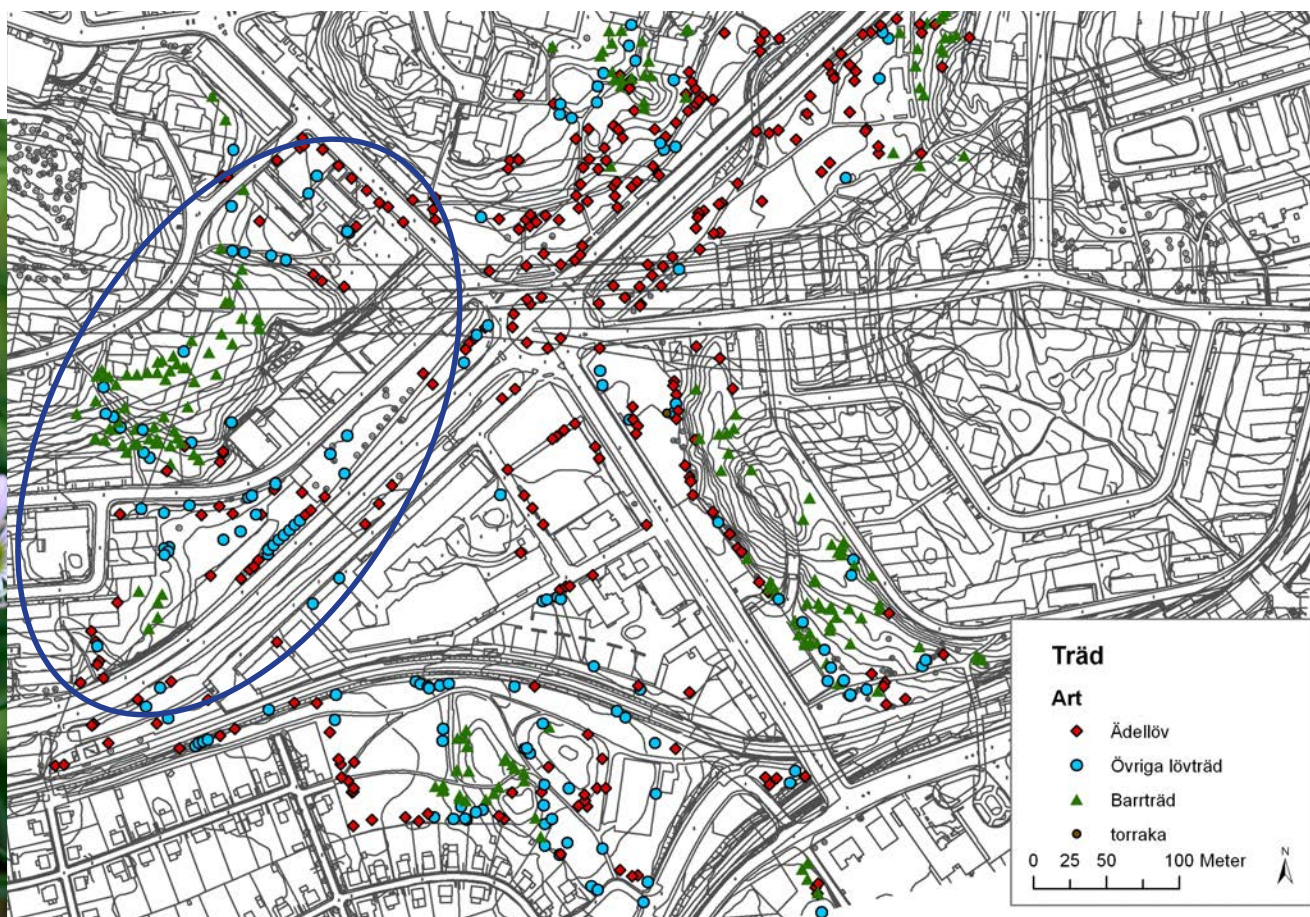 Träd
Art
Ädellöv
Övriga lövträd
Barrträd
torraka
0 25 50 100 Meter
N